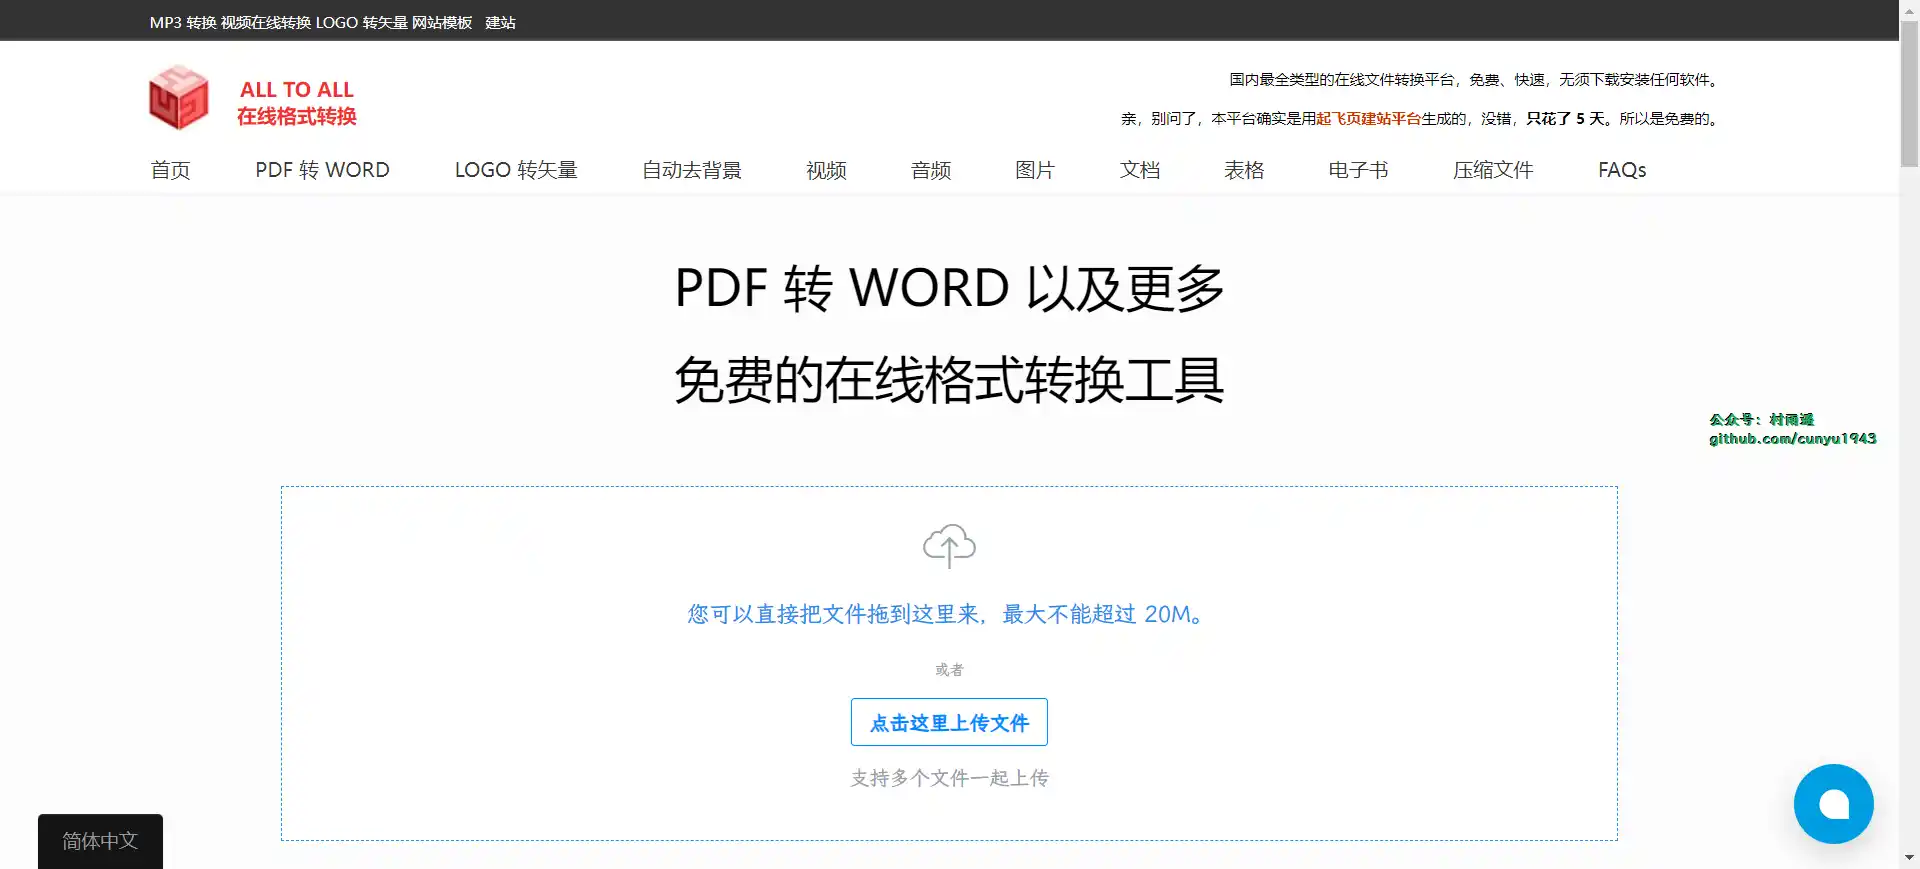 MP3 转换 视频在线转换 LOGO 转矢量 网站模板 建站
ALL TO ALL
在线格式转换
国内最全类型的在线文件转换平台，免费、快速，无须下载安装任何软件。
亲，别问了，本平台确实是用起飞页建站平台生成的，没错，只花了 5 天。所以是免费的。
首页 PDF 转 WORD LOGO 转矢量 自动去背景 视频 音频 图片 文档 表格 电子书 压缩文件 FAQs
PDF 转 WORD 以及更多
免费的在线格式转换工具
公众号：村雨遥
github.com/cunyu1943
您可以直接把文件拖到这里来，最大不能超过 20M。
或者
点击这里上传文件
支持多个文件一起上传
简体中文